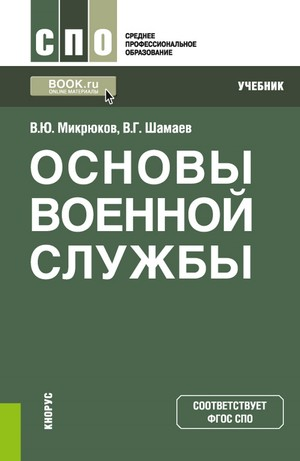 СПО
СРЕДНЕЕ
ПРОФЕССИОНАЛЬНОЕ
ОБРАЗОВАНИЕ
BOOK.ru
ONLINE МАТЕРИАЛЫ
УЧЕБНИК
В.Ю. Микрюков, В.Г. Шамаев
ОСНОВЫ
ВОЕННОЙ
СЛУЖБЫ
КНОРУС
СООТВЕТСТВУЕТ
ФГОС СПО